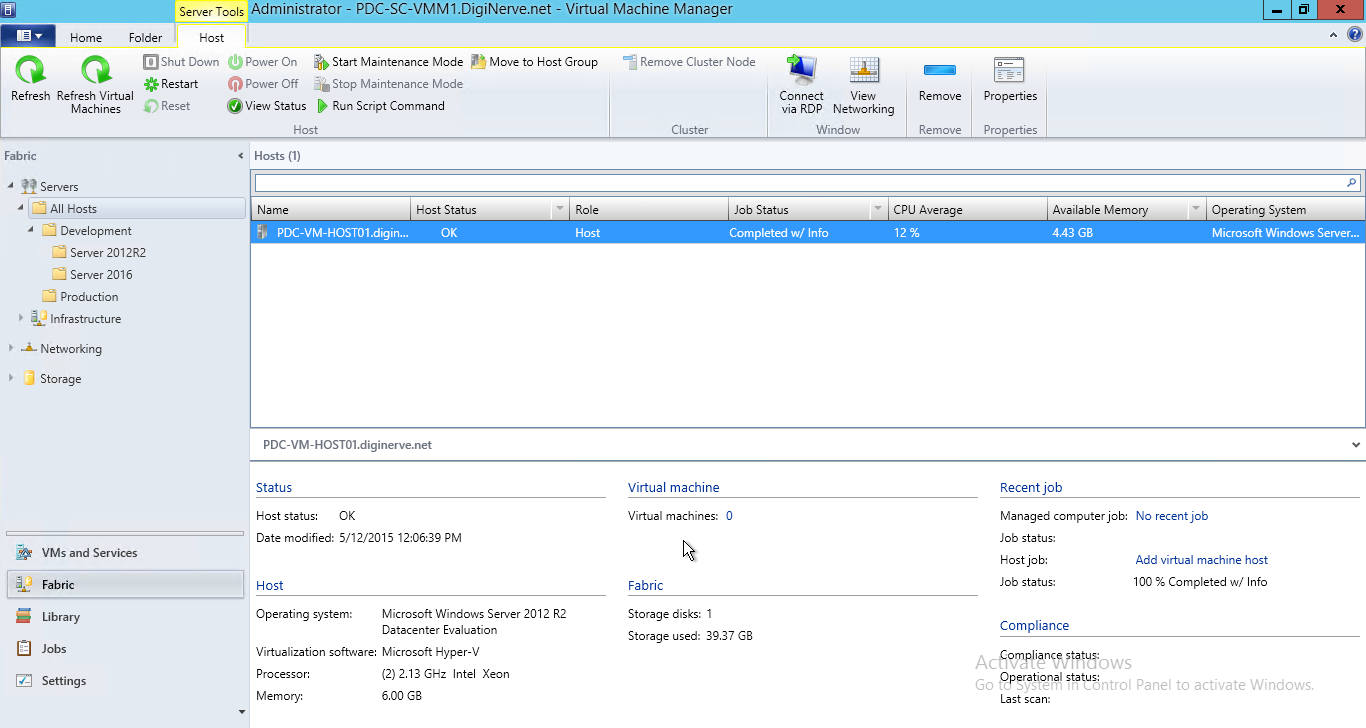 Server Tools Administrator - PDC-SC-VMM1.DigiNerve.net - Virtual Machine Manager
Home Folder Host
Refresh
Refresh Virtual Machines
Shut Down Power On Start Maintenance Mode Move to Host Group
Restart Power Off Stop Maintenance Mode
Reset View Status Run Script Command
Host
Remove Cluster Node
Cluster
Connect via RDP
View Networking
Window
Remove
Remove
Properties
Properties
Fabric
Servers
All Hosts
Development
Server 2012R2
Server 2016
Production
Infrastructure
Networking
Storage
VMs and Services
Fabric
Library
Jobs
Settings
Hosts (1)
Name Host Status Role Job Status CPU Average Available Memory Operating System
PDC-VM-HOST01.digin... OK Host Completed w/ Info 12 % 4.43 GB Microsoft Windows Server...
PDC-VM-HOST01.diginerve.net
Status
Host status: OK
Date modified: 5/12/2015 12:06:39 PM
Host
Operating system: Microsoft Windows Server 2012 R2
Datacenter Evaluation
Virtualization software: Microsoft Hyper-V
Processor: (2) 2.13 GHz Intel Xeon
Memory: 6.00 GB
Virtual machine
Virtual machines: 0
Fabric
Storage disks: 1
Storage used: 39.37 GB
Recent job
Managed computer job: No recent job
Job status:
Host job: Add virtual machine host
Job status: 100 % Completed w/ Info
Compliance
Compliance status:
Operational status:
Last scan:
Activate Windows
Go to System in Control Panel to activate Windows.